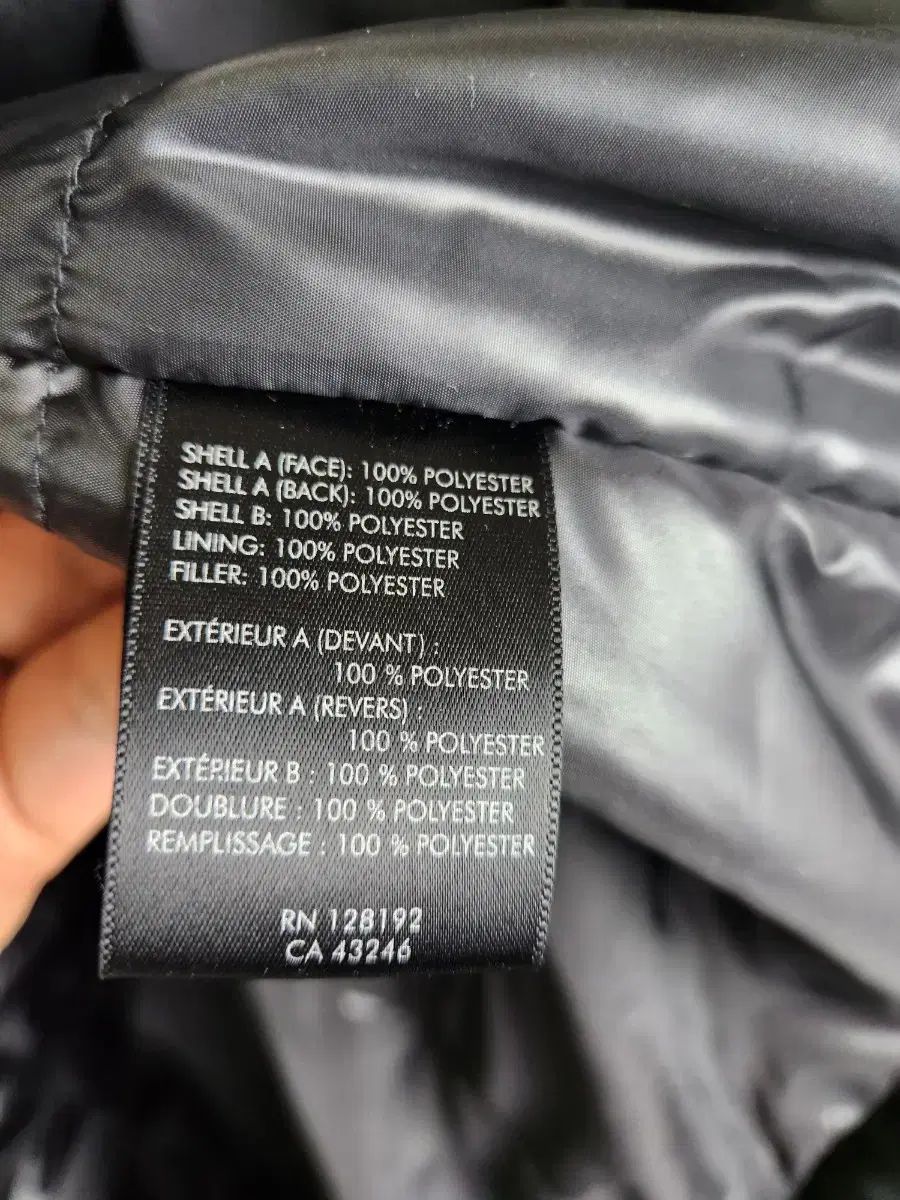 SHELL A (FACE): 100% POLYESTER
SHELL A (BACK): 100% POLYESTER
SHELL B: 100% POLYESTER
LINING: 100% POLYESTER
FILLER: 100% POLYESTER
EXTÉRIEUR A (DEVANT) :
100 % POLYESTER
EXTÉRIEUR A (REVERS) :
100 % POLYESTER
EXTÉRIEUR B : 100 % POLYESTER
DOUBLURE : 100 % POLYESTER
REMPLISSAGE : 100 % POLYESTER
RN 128192
CA 43246